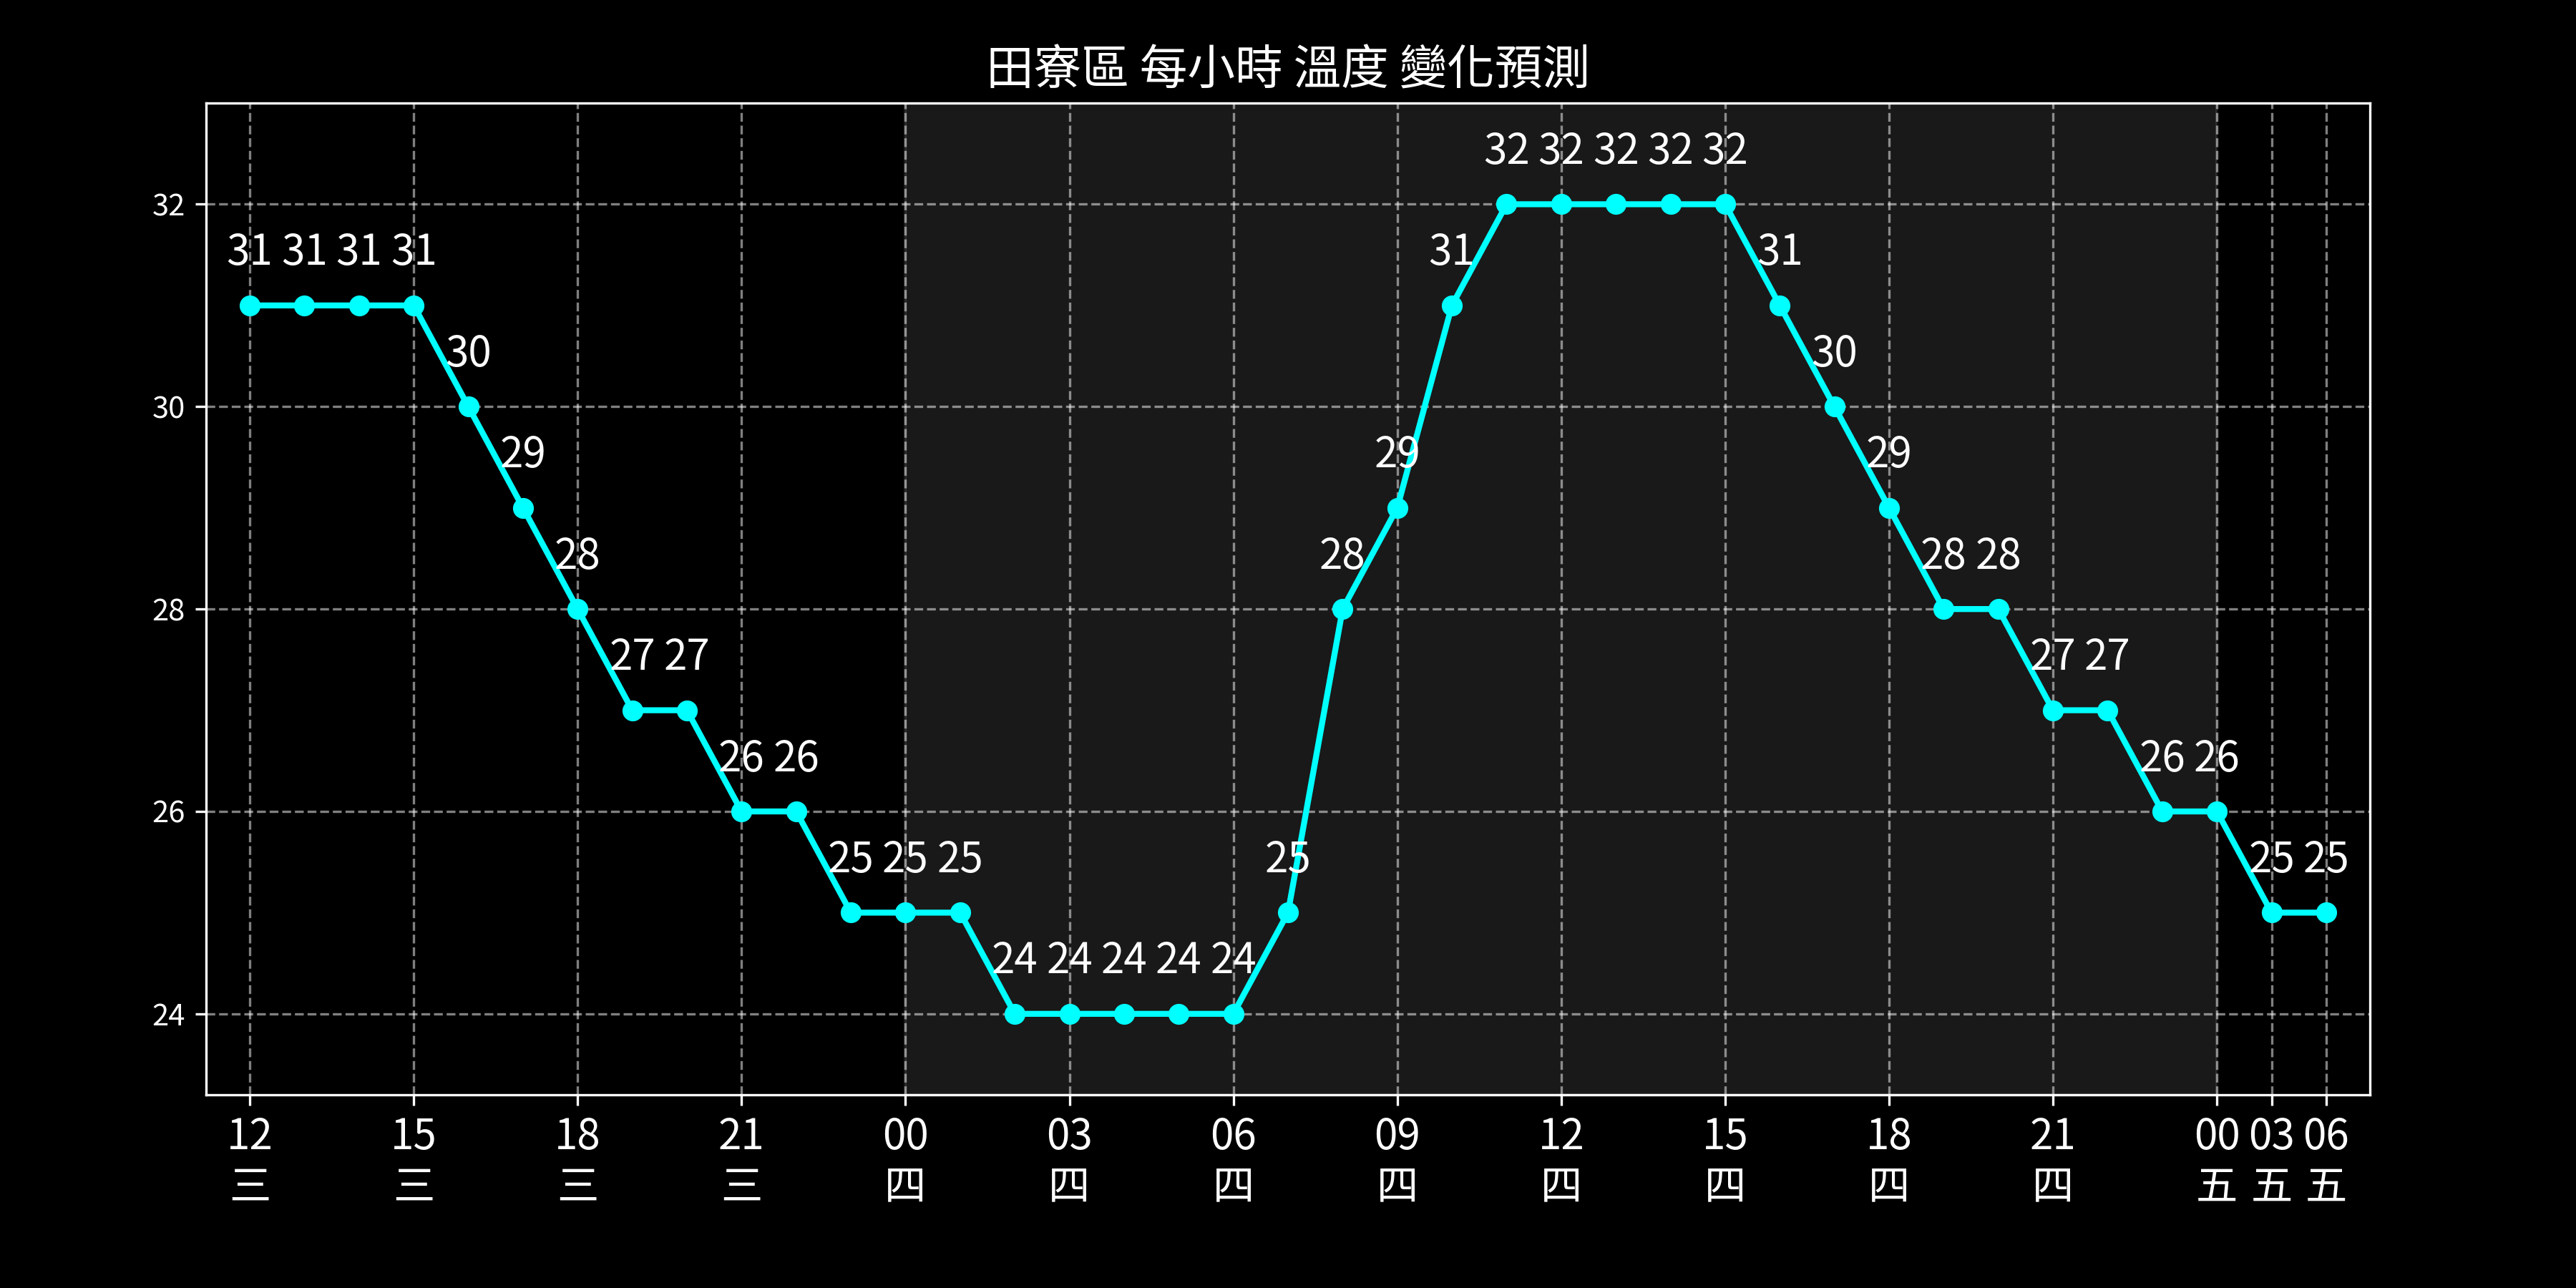 田寮區 每小時 溫度 變化預測
32 32 32 32 32
32
31 31 31 31 31 31
30 30
30
29 29 29
28 28 28 28
28
27 27 27 27
26 26 26 26
26
25 25 25 25 25 25
24 24 24 24 24
24
12 15 18 21 00 03 06 09 12 15 18 21 00 03 06
三 三 三 三 四 四 四 四 四 四 四 四 五 五 五